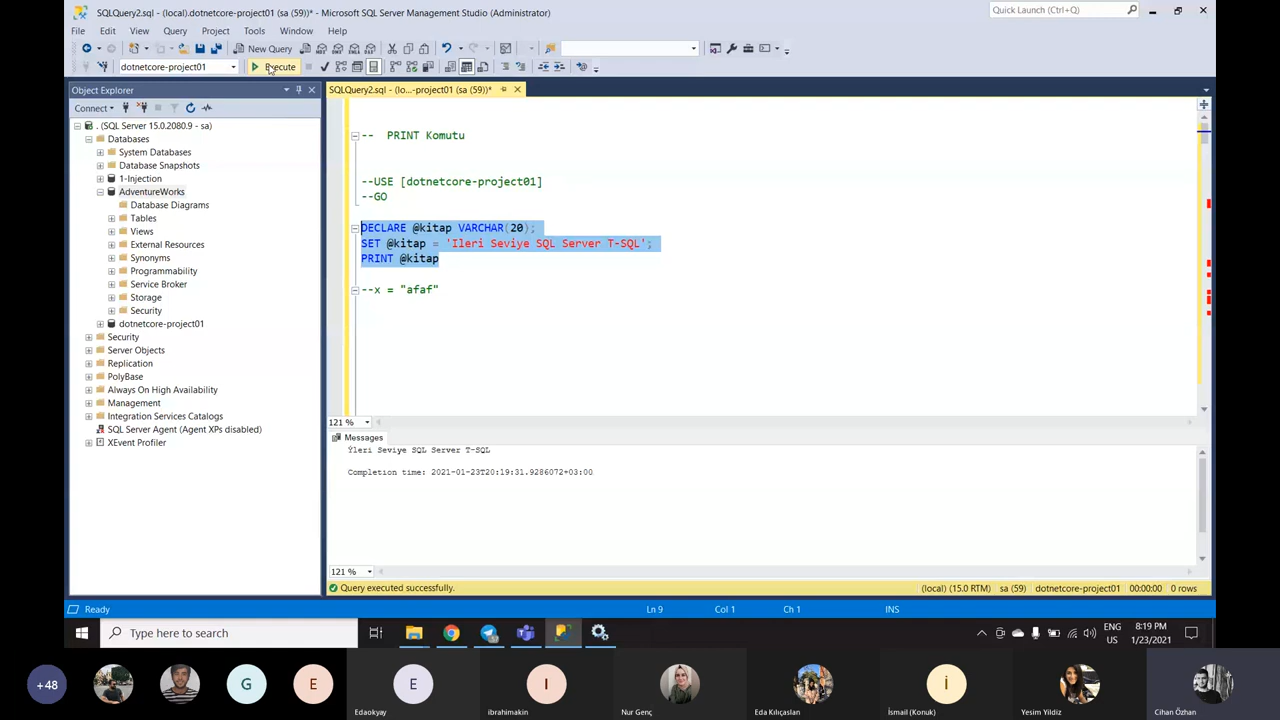 SQLQuery2.sql - (local).dotnetcore-project01 (sa (59))* - Microsoft SQL Server Management Studio (Administrator)
Quick Launch (Ctrl+Q)
File Edit View Query Project Tools Window Help
New Query
dotnetcore-project01
Execute
Object Explorer
SQLQuery2.sql - (lo...-project01 (sa (59))*
Connect
. (SQL Server 15.0.2080.9 - sa)
Databases
System Databases
Database Snapshots
1-Injection
AdventureWorks
Database Diagrams
Tables
Views
External Resources
Synonyms
Programmability
Service Broker
Storage
Security
dotnetcore-project01
Security
Server Objects
Replication
PolyBase
Always On High Availability
Management
Integration Services Catalogs
SQL Server Agent (Agent XPs disabled)
XEvent Profiler
-- PRINT Komutu
--USE [dotnetcore-project01]
--GO
DECLARE @kitap VARCHAR(20);
SET @kitap = 'Ileri Seviye SQL Server T-SQL';
PRINT @kitap
--x = "afaf"
121 %
Messages
Ýleri Seviye SQL Server T-SQL
Completion time: 2021-01-23T20:19:31.9286072+03:00
121 %
Query executed successfully.
(local) (15.0 RTM) sa (59) dotnetcore-project01 00:00:00 0 rows
Ready
Ln 9 Col 1 Ch 1 INS
Type here to search
ENG
US
8:19 PM
1/23/2021
+48
G
E
E
I
İ
Edaokyay
ibrahimakin
Nur Genç
Eda Kılıçaslan
İsmail (Konuk)
Yesim Yildiz
Cihan Özhan